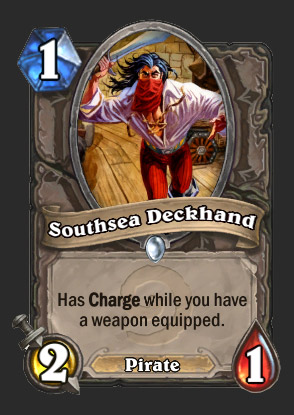 1
Southsea Deckhand
Has Charge while you have
a weapon equipped.
2
Pirate
1